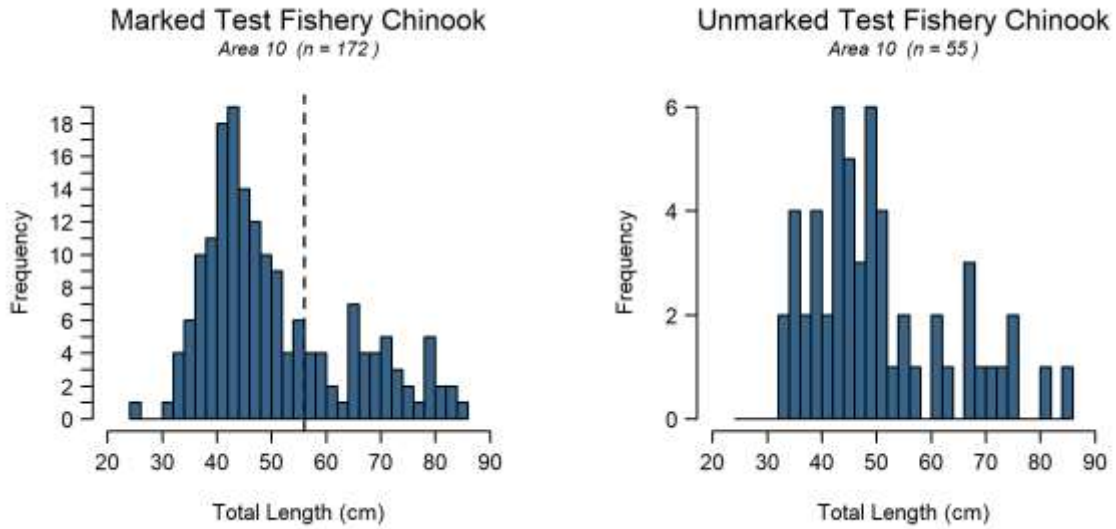 Marked Test Fishery Chinook
Area 10 (n = 172 )
Frequency
18
16
14
12
10
8
6
4
2
0
20 30 40 50 60 70 80 90
Total Length (cm)
Unmarked Test Fishery Chinook
Area 10 (n = 55 )
Frequency
6
4
2
0
20 30 40 50 60 70 80 90
Total Length (cm)